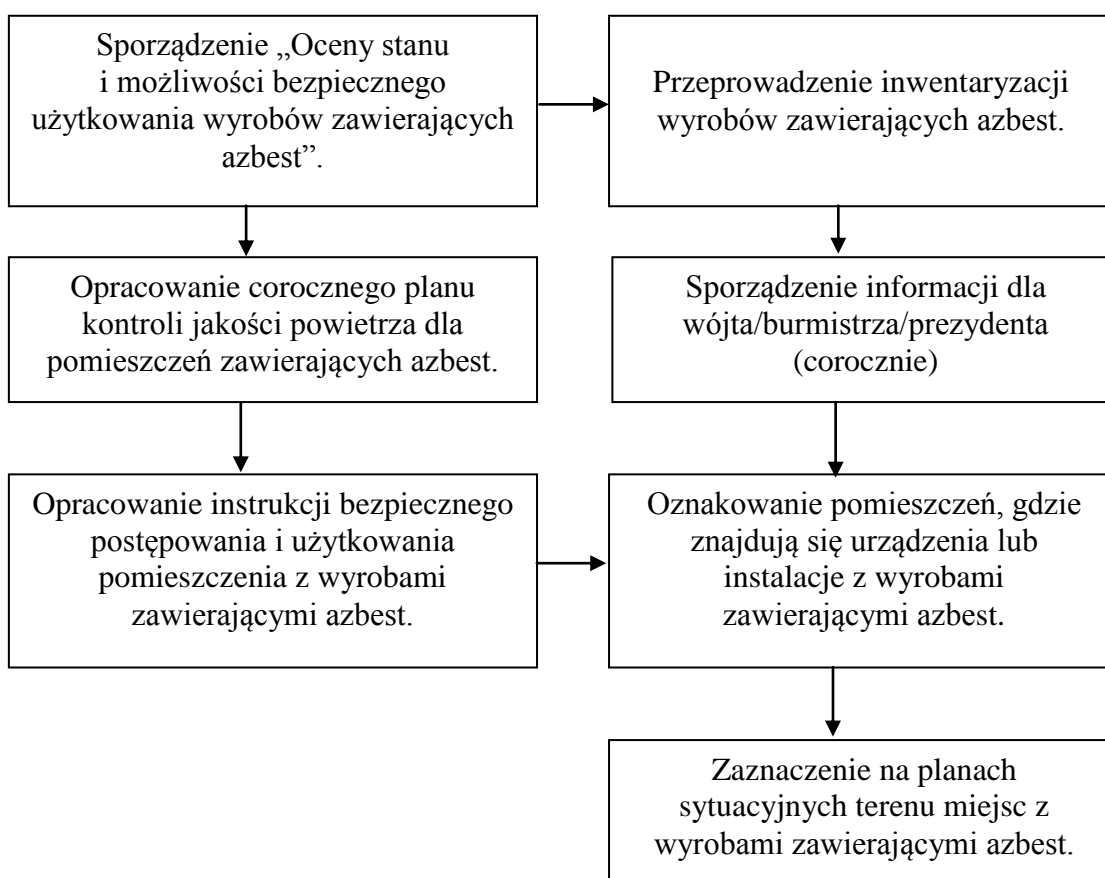 Sporządzenie „Oceny stanu
i możliwości bezpiecznego
użytkowania wyrobów zawierających
azbest”.
Przeprowadzenie inwentaryzacji
wyrobów zawierających azbest.
Opracowanie corocznego planu
kontroli jakości powietrza dla
pomieszczeń zawierających azbest.
Sporządzenie informacji dla
wójta/burmistrza/prezydenta
(corocznie)
Opracowanie instrukcji bezpiecznego
postępowania i użytkowania
pomieszczenia z wyrobami
zawierającymi azbest.
Oznakowanie pomieszczeń, gdzie
znajdują się urządzenia lub
instalacje z wyrobami
zawierającymi azbest.
Zaznaczenie na planach
sytuacyjnych terenu miejsc z
wyrobami zawierającymi azbest.